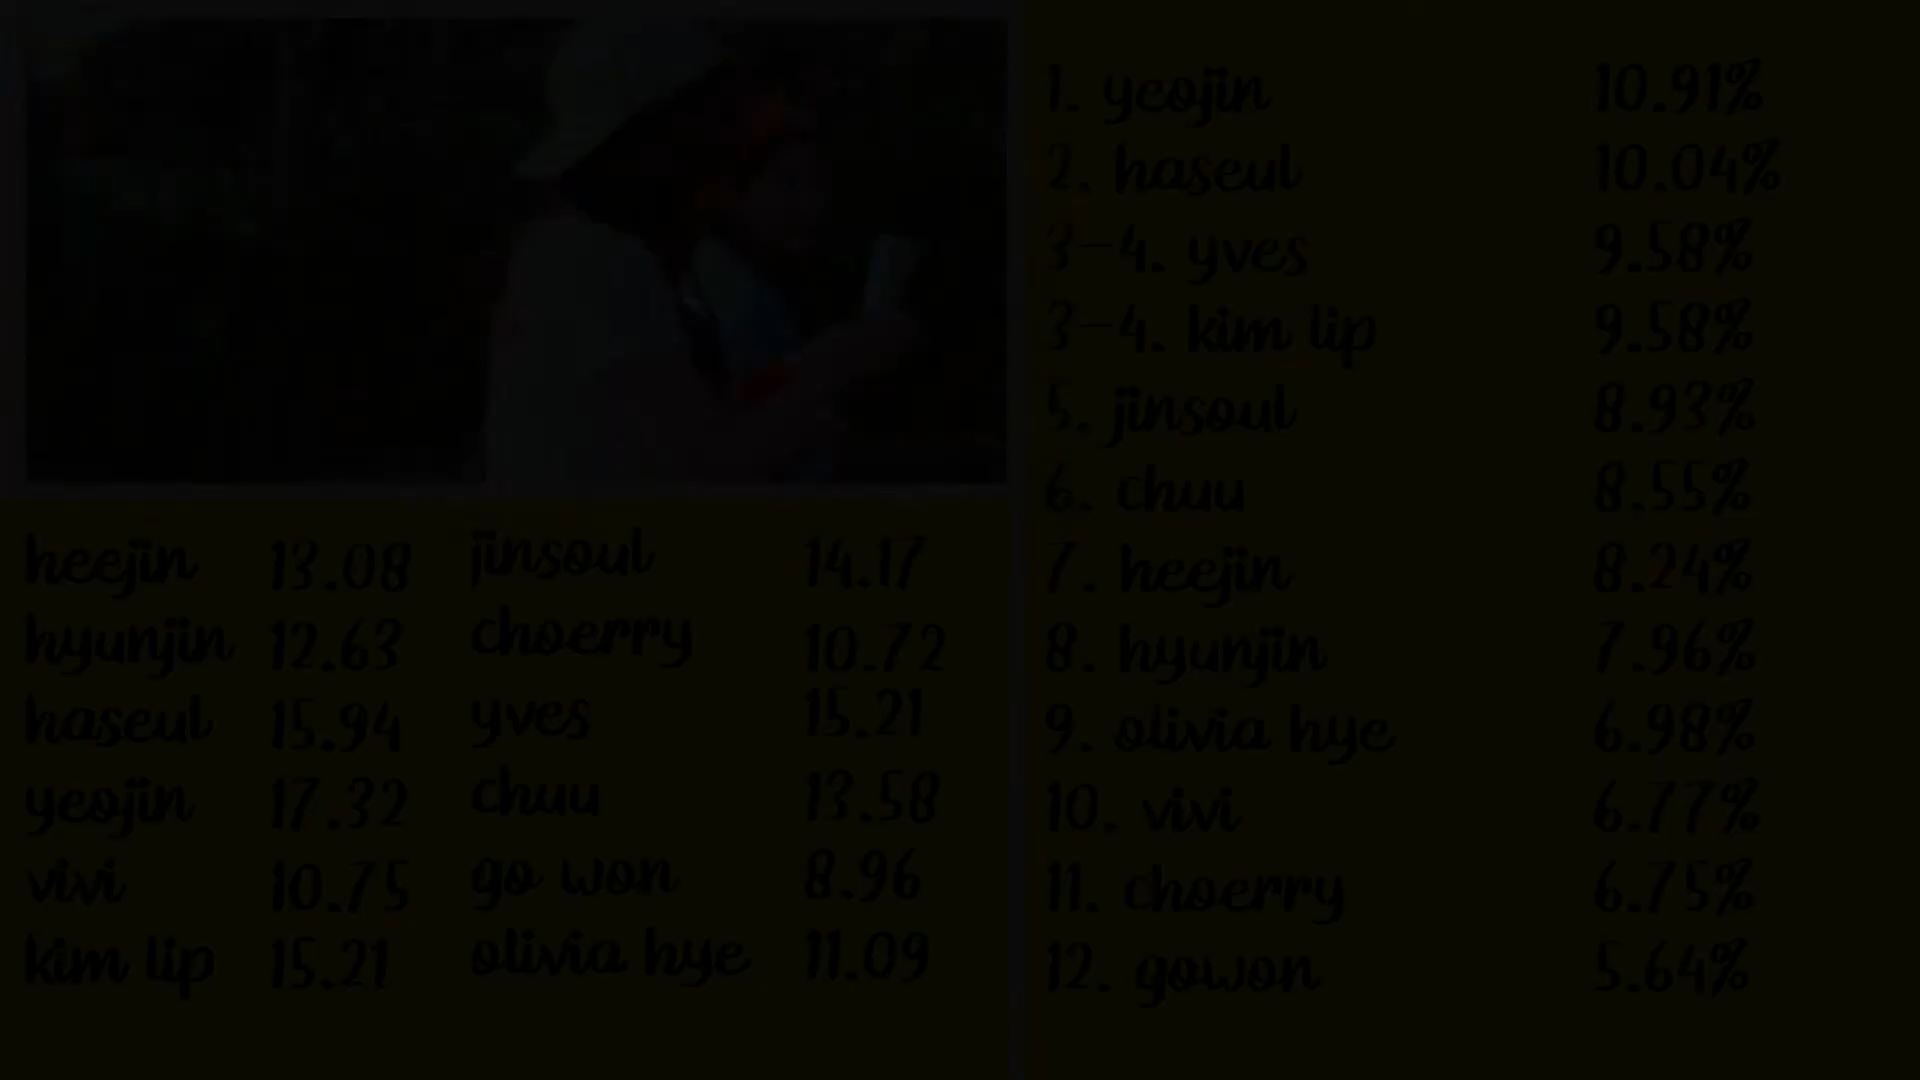 heejin 13.08 jinsoul 14.17
hyunjin 12.63 choerry 10.72
haseul 15.94 yves 15.21
yeojin 17.32 chuu 13.58
vivi 10.75 go won 8.96
kim lip 15.21 olivia hye 11.09
1. yeojin 10.91%
2. haseul 10.04%
3-4. yves 9.58%
3-4. kim lip 9.58%
5. jinsoul 8.93%
6. chuu 8.55%
7. heejin 8.24%
8. hyunjin 7.96%
9. olivia hye 6.98%
10. vivi 6.77%
11. choerry 6.75%
12. gowon 5.64%